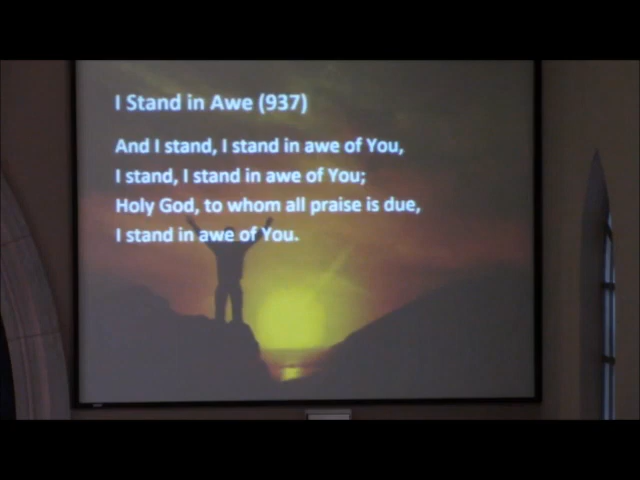 I Stand in Awe (937)
And I stand, I stand in awe of You,
I stand, I stand in awe of You;
Holy God, to whom all praise is due,
I stand in awe of You.